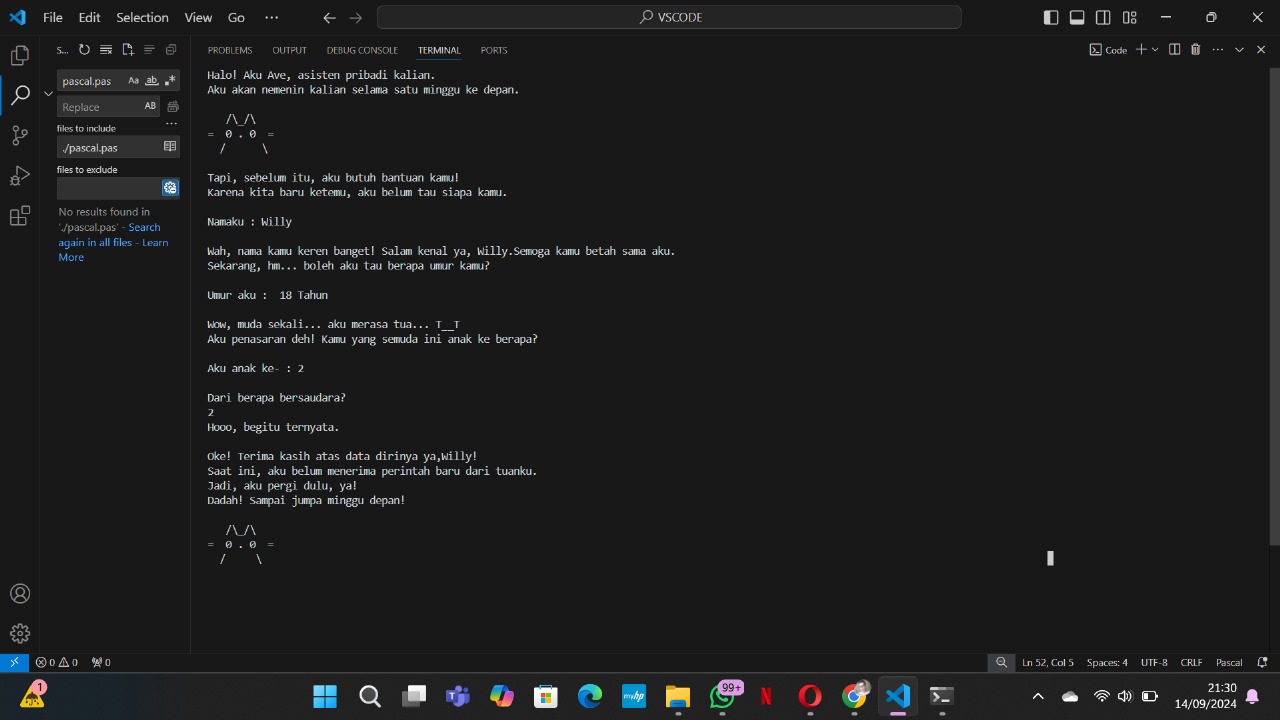 File Edit Selection View Go ···
VSCODE
S...
PROBLEMS OUTPUT DEBUG CONSOLE TERMINAL PORTS
Code
pascal.pas Aa ab .*
Replace AB
files to include
./pascal.pas
files to exclude
No results found in
'./pascal.pas' - Search
again in all files - Learn
More
Halo! Aku Ave, asisten pribadi kalian.
Aku akan nemenin kalian selama satu minggu ke depan.
/\_/\
= 0 . 0 =
/ \
Tapi, sebelum itu, aku butuh bantuan kamu!
Karena kita baru ketemu, aku belum tau siapa kamu.
Namaku : Willy
Wah, nama kamu keren banget! Salam kenal ya, Willy.Semoga kamu betah sama aku.
Sekarang, hm... boleh aku tau berapa umur kamu?
Umur aku :  18 Tahun
Wow, muda sekali... aku merasa tua... T__T
Aku penasaran deh! Kamu yang semuda ini anak ke berapa?
Aku anak ke- : 2
Dari berapa bersaudara?
2
Hooo, begitu ternyata.
Oke! Terima kasih atas data dirinya ya,Willy!
Saat ini, aku belum menerima perintah baru dari tuanku.
Jadi, aku pergi dulu, ya!
Dadah! Sampai jumpa minggu depan!
/\_/\
= 0 . 0 =
/ \
0 0 0
Ln 52, Col 5 Spaces: 4 UTF-8 CRLF Pascal
1
myhp
99+
N
21:30
14/09/2024